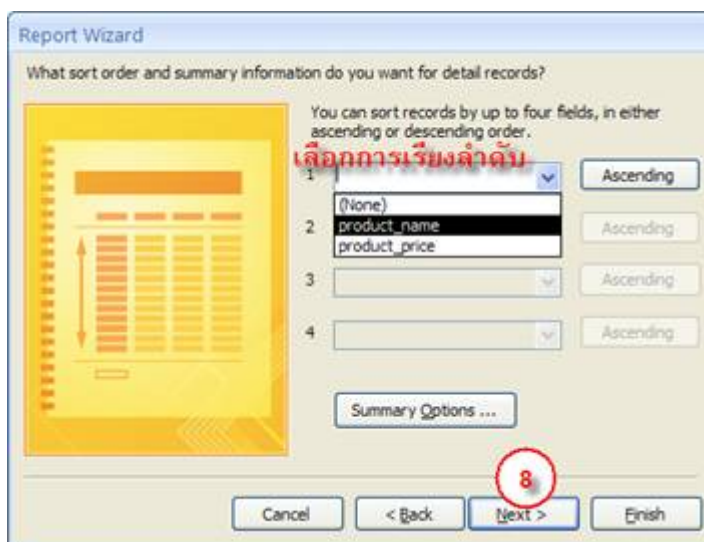 Report Wizard
What sort order and summary information do you want for detail records?
You can sort records by up to four fields, in either
ascending or descending order.
เลือกการเรียงลำดับ
1 Ascending
(None)
2 product_name Ascending
product_price
3 Ascending
4 Ascending
Summary Options ...
8
Cancel < Back Next > Finish